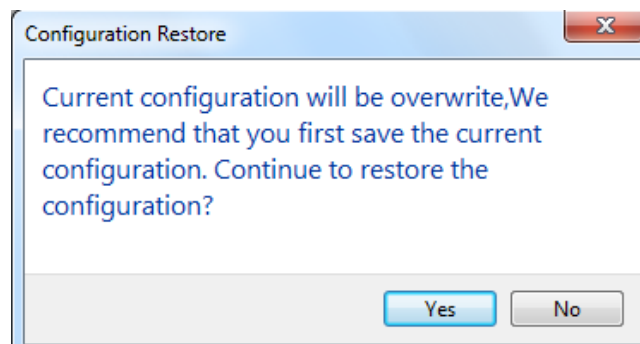 Configuration Restore
Current configuration will be overwrite,We
recommend that you first save the current
configuration. Continue to restore the
configuration?
Yes No